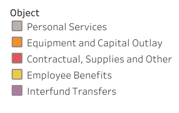 Object
Personal Services
Equipment and Capital Outlay
Contractual, Supplies and Other
Employee Benefits
Interfund Transfers